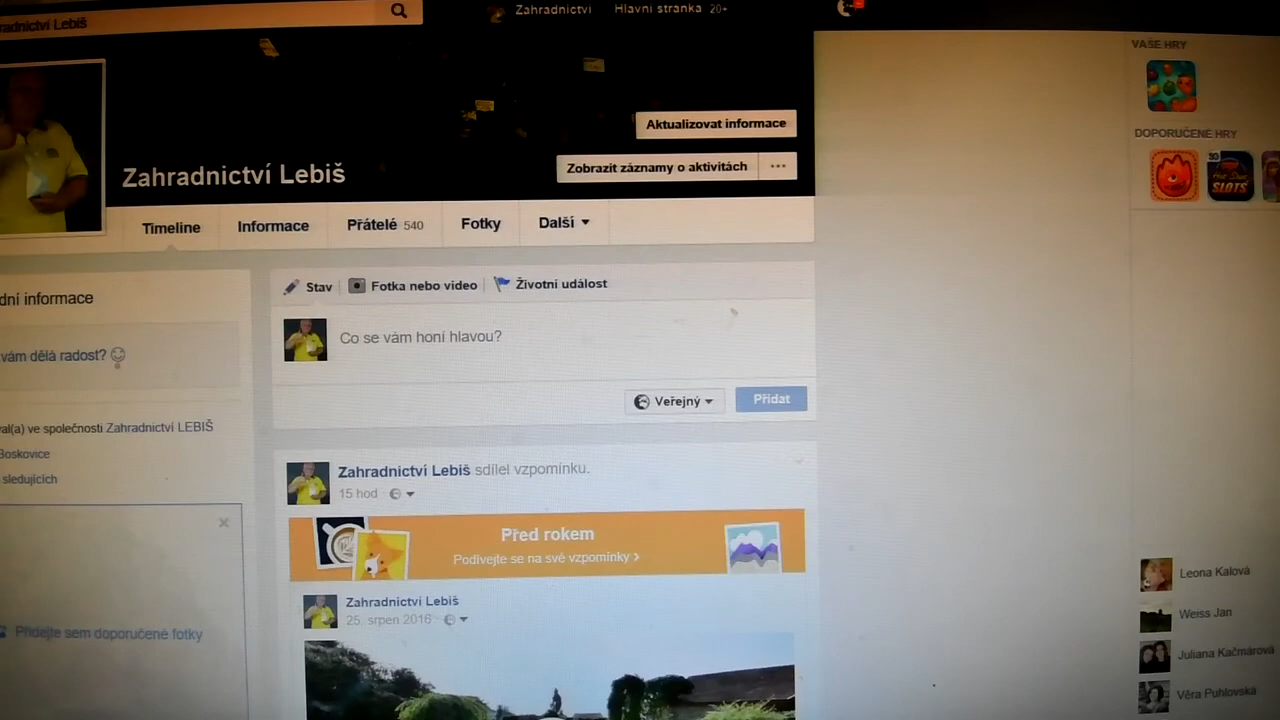 radnictví Lebiš
Zahradnictví Hlavní stránka 20+
VAŠE HRY
DOPORUČENÉ HRY
SLOTS
Aktualizovat informace
Zobrazit záznamy o aktivitách ...
Zahradnictví Lebiš
Timeline Informace Přátelé 540 Fotky Další
dní informace
vám dělá radost?
val(a) ve společnosti Zahradnictví LEBIŠ
Boskovice
sledujících
Přidejte sem doporučené fotky
Stav Fotka nebo video Životní událost
Co se vám honí hlavou?
Veřejný Přidat
Zahradnictví Lebiš sdílel vzpomínku.
15 hod
Před rokem
Podívejte se na své vzpomínky ›
Zahradnictví Lebiš
25. srpen 2016
Leona Kalová
Weiss Jan
Juliana Kačmárová
Věra Puhlovská